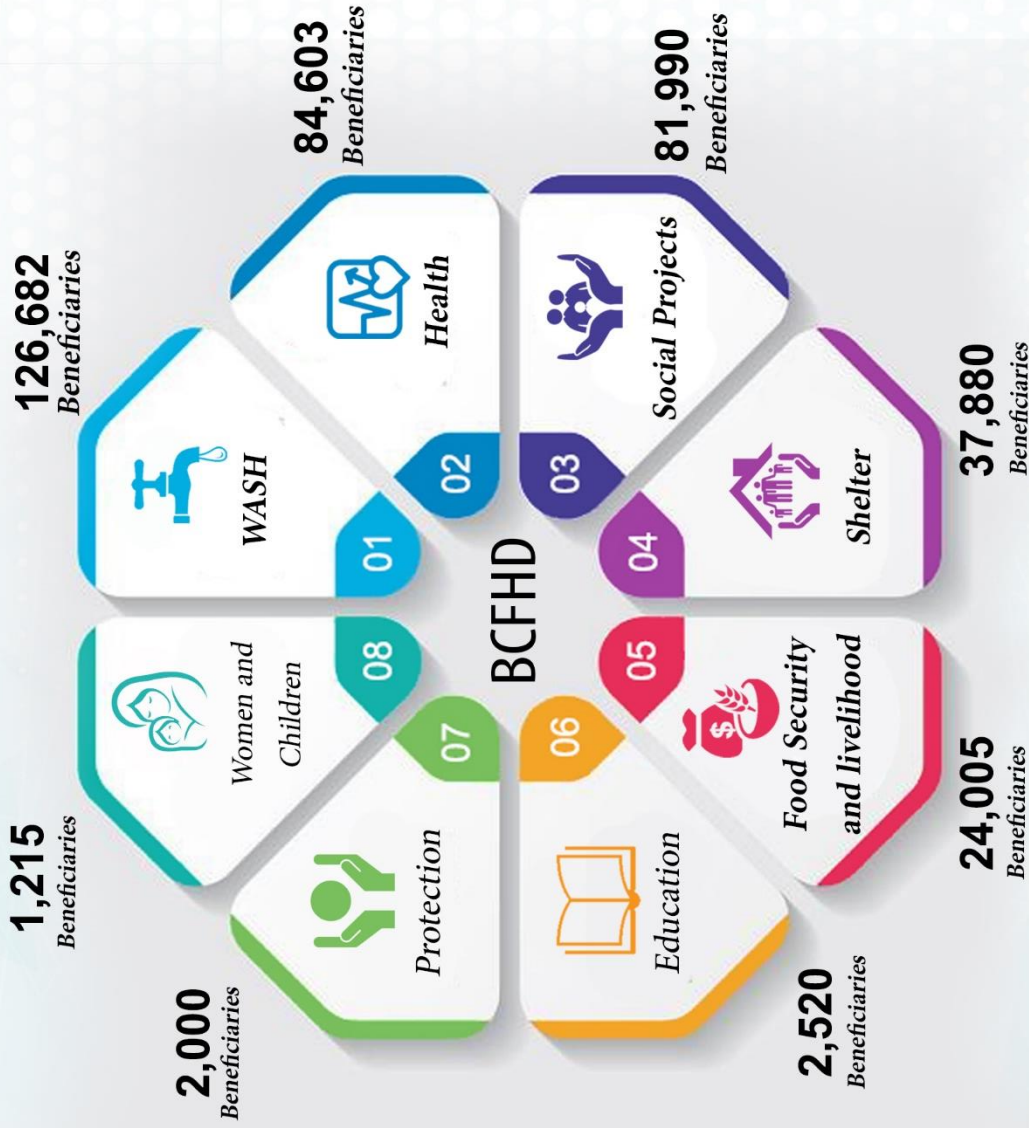 BCFHD
01
WASH
126,682
Beneficiaries
02
Health
84,603
Beneficiaries
03
Social Projects
81,990
Beneficiaries
04
Shelter
37,880
Beneficiaries
05
Food Security
and livelihood
$
24,005
Beneficiaries
06
Education
2,520
Beneficiaries
07
Protection
2,000
Beneficiaries
08
Women and
Children
1,215
Beneficiaries